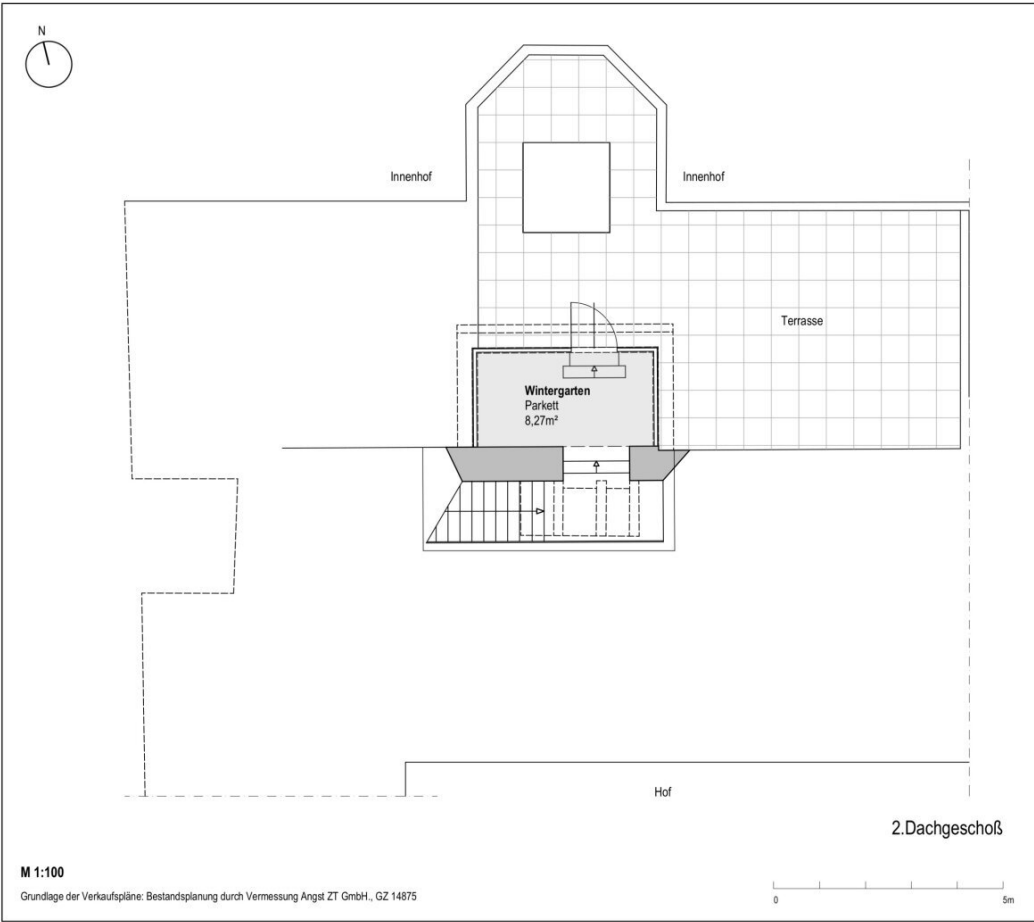 N
Innenhof
Innenhof
Terrasse
Wintergarten
Parkett
8,27m²
Hof
2.Dachgeschoß
M 1:100
Grundlage der Verkaufspläne: Bestandsplanung durch Vermessung Angst ZT GmbH., GZ 14875
0 5m